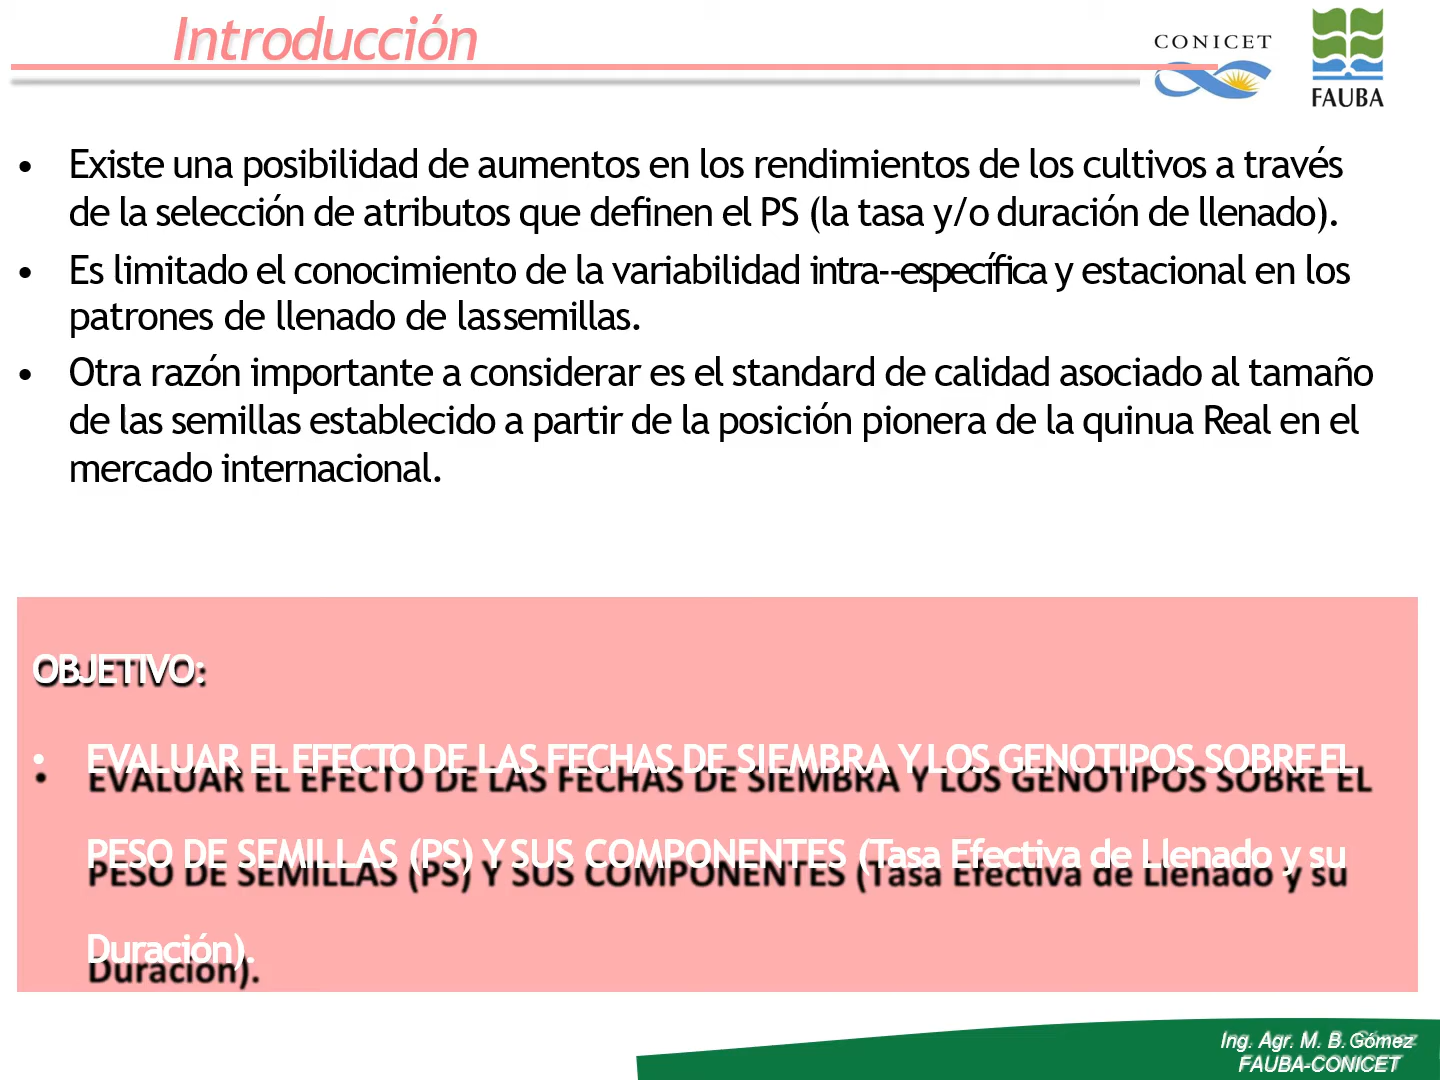 Introducción
CONICET
FAUBA
• Existe una posibilidad de aumentos en los rendimientos de los cultivos a través
de la selección de atributos que definen el PS (la tasa y/o duración de llenado).
• Es limitado el conocimiento de la variabilidad intra--específica y estacional en los
patrones de llenado de lassemillas.
• Otra razón importante a considerar es el standard de calidad asociado al tamaño
de las semillas establecido a partir de la posición pionera de la quinua Real en el
mercado internacional.
OBJETIVO:
• EVALUAR EL EFECTO DE LAS FECHAS DE SIEMBRA Y LOS GENOTIPOS SOBRE EL
PESO DE SEMILLAS (PS) Y SUS COMPONENTES (Tasa Efectiva de Llenado y su
Duración).
Ing. Agr. M. B. Gómez
FAUBA-CONICET